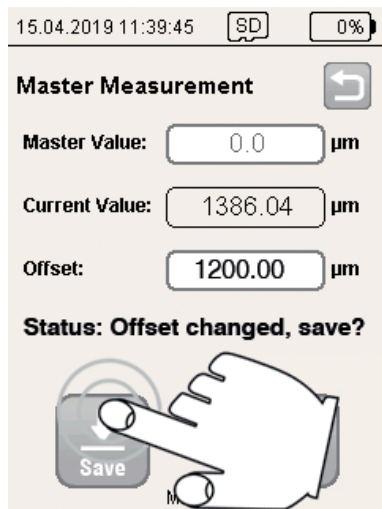 15.04.2019 11:39:45 SD 0%
Master Measurement
Master Value: 0.0 µm
Current Value: 1386.04 µm
Offset: 1200.00 µm
Status: Offset changed, save?
Save